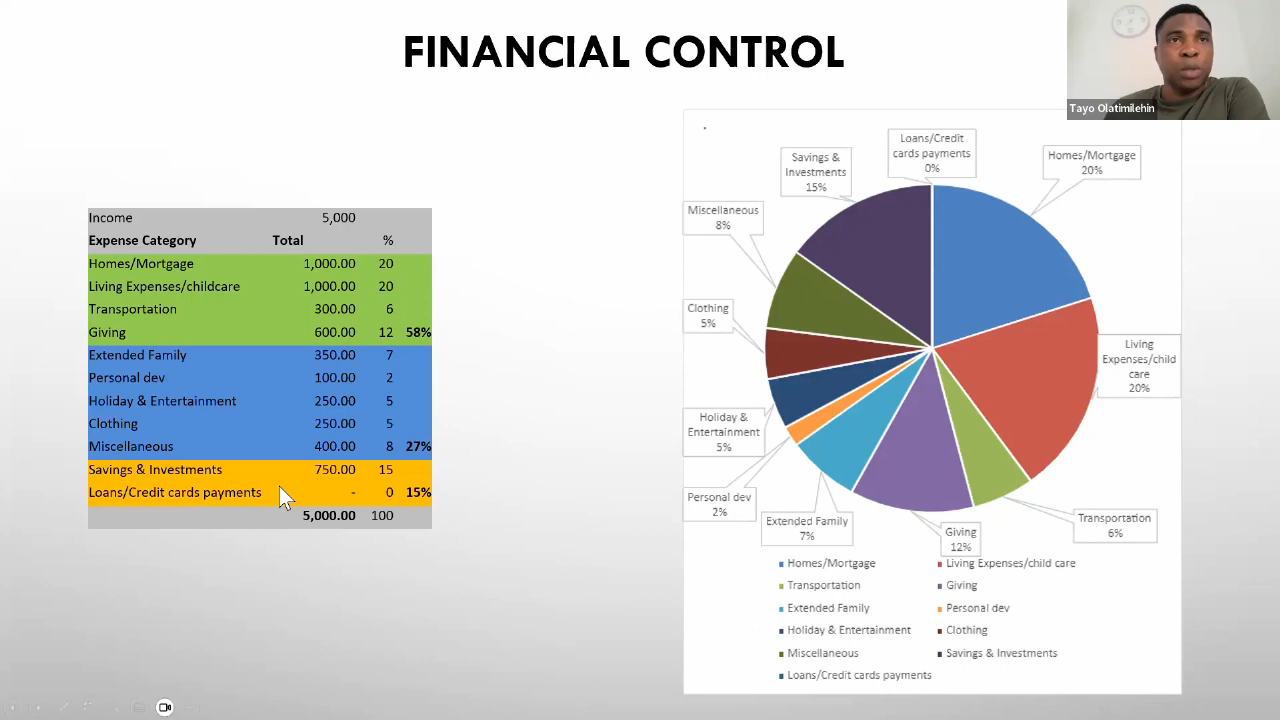 FINANCIAL CONTROL
Tayo Olatimilehin
Income 5,000
Expense Category Total %
Homes/Mortgage 1,000.00 20
Living Expenses/childcare 1,000.00 20
Transportation 300.00 6
Giving 600.00 12 58%
Extended Family 350.00 7
Personal dev 100.00 2
Holiday & Entertainment 250.00 5
Clothing 250.00 5
Miscellaneous 400.00 8 27%
Savings & Investments 750.00 15
Loans/Credit cards payments - 0 15%
5,000.00 100
Loans/Credit
cards payments
0%
Homes/Mortgage
20%
Savings &
Investments
15%
Miscellaneous
8%
Clothing
5%
Living
Expenses/child
care
20%
Holiday &
Entertainment
5%
Personal dev
2%
Extended Family
7%
Giving
12%
Transportation
6%
Homes/Mortgage
Living Expenses/child care
Transportation
Giving
Extended Family
Personal dev
Holiday & Entertainment
Clothing
Miscellaneous
Savings & Investments
Loans/Credit cards payments